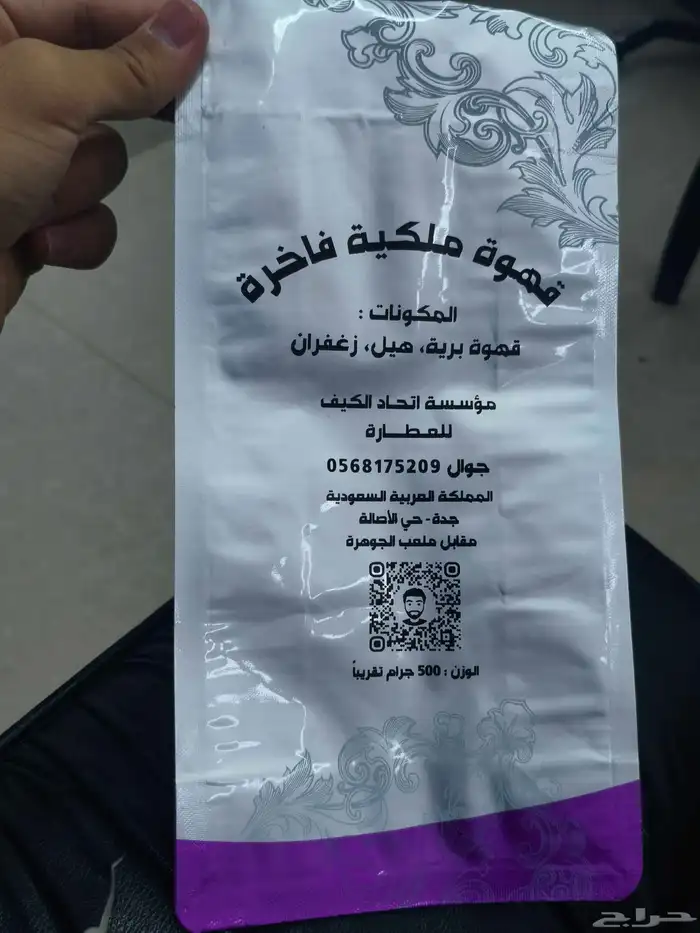 قهوة ملكية فاخرة
المكونات :
قهوة برية، هيل، زغفران
مؤسسة اتحاد الكيف
للعطارة
جوال 0568175209
المملكة العربية السعودية
جدة - حي الأصالة
مقابل ملعب الجوهرة
الوزن : 500 جرام تقريباً
حراج